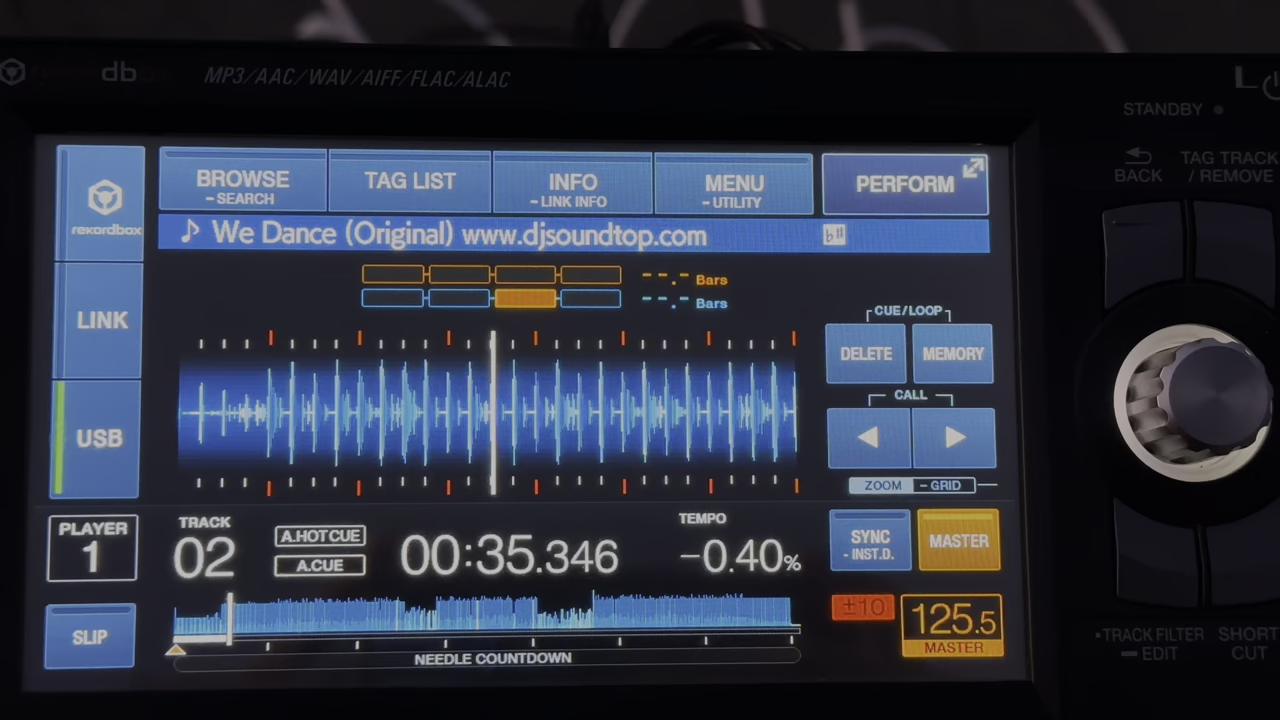 db
MP3/AAC/WAV/AIFF/FLAC/ALAC
L
STANDBY
BACK
TAG TRACK
/ REMOVE
rekordbox
BROWSE
- SEARCH
TAG LIST
INFO
- LINK INFO
MENU
- UTILITY
PERFORM
♪ We Dance (Original) www.djsoundtop.com
♭#
LINK
USB
--.- Bars
--.- Bars
CUE/LOOP
DELETE
MEMORY
CALL
ZOOM
- GRID
PLAYER
1
TRACK
02
A.HOT CUE
A.CUE
00:35.346
TEMPO
-0.40%
SYNC
- INST.D.
MASTER
SLIP
NEEDLE COUNTDOWN
±10
125.5
MASTER
▪TRACK FILTER
▬ EDIT
SHORT
CUT